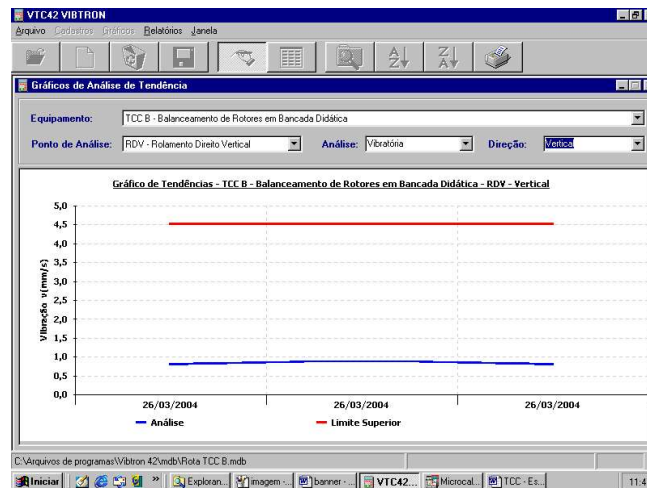 VTC42 VIBTRON
Arquivo Cadastros Gráficos Relatórios Janela
Gráficos de Análise de Tendência
Equipamento: TCC B - Balanceamento de Rotores em Bancada Didática
Ponto de Análise: RDV - Rolamento Direito Vertical Análise: Vibratória Direção: Vertical
Gráfico de Tendências - TCC B - Balanceamento de Rotores em Bancada Didática - RDV - Vertical
5,0
4,5
4,0
3,5
3,0
2,5
2,0
1,5
1,0
0,5
0,0
Vibração v(mm/s)
26/03/2004 26/03/2004 26/03/2004
Análise Limite Superior
C:\Arquivos de programas\Vibtron 42\mdb\Rota TCC B.mdb
Iniciar » Exploran... imagem -... banner - ... VTC42... Microcal... TCC - Es... 11:4